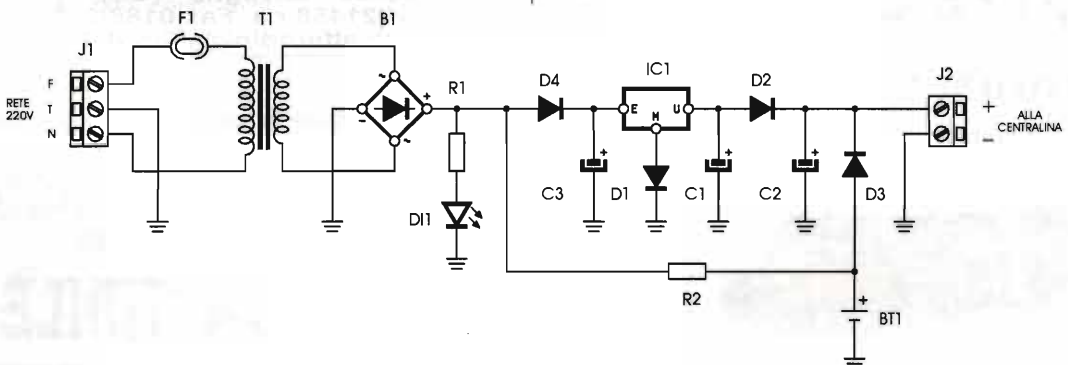 F1
T1
B1
J1
F
T
N
RETE
220V
~
~
-
+
R1
DI1
D4
IC1
E
M
U
D2
J2
+
-
ALLA
CENTRALINA
+
C3
D1
+
C1
+
C2
D3
R2
+
BT1